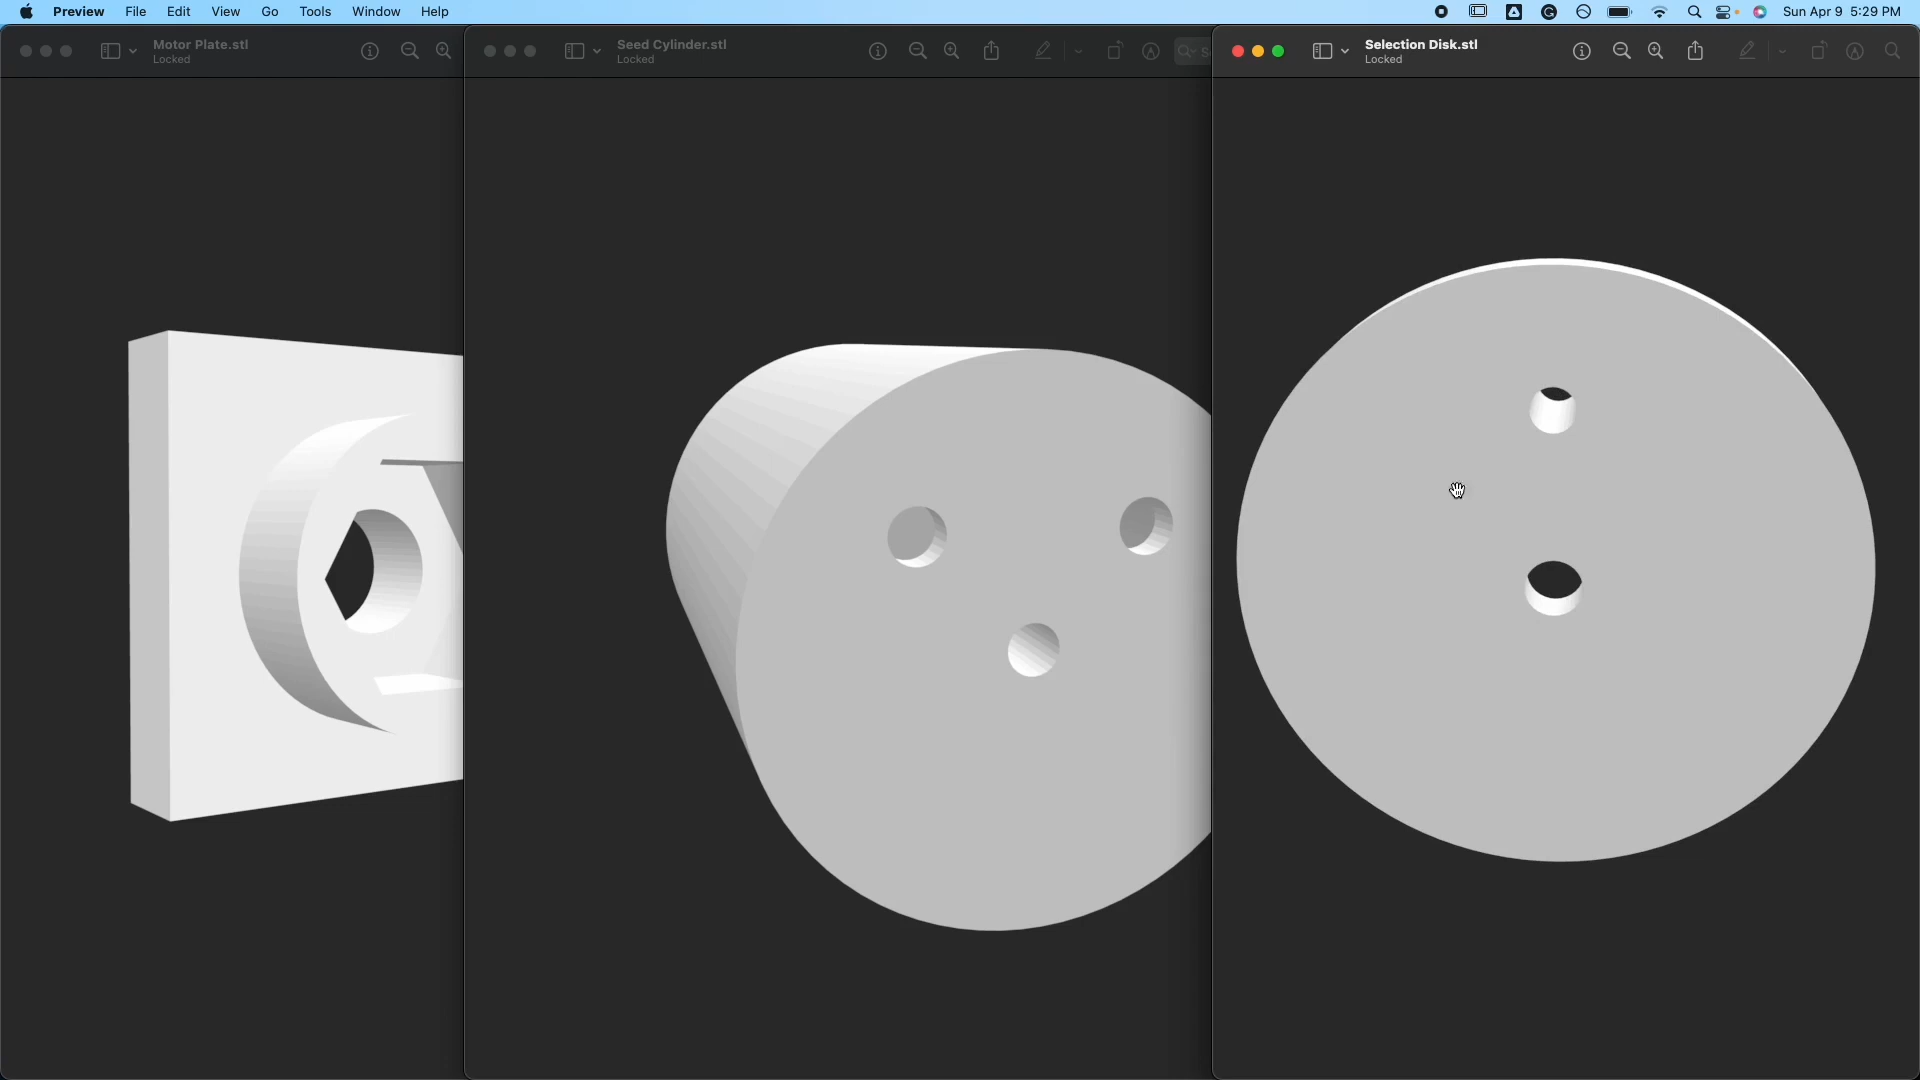 Preview File Edit View Go Tools Window Help
Sun Apr 9 5:29 PM
Motor Plate.stl
Locked
Seed Cylinder.stl
Locked
Selection Disk.stl
Locked